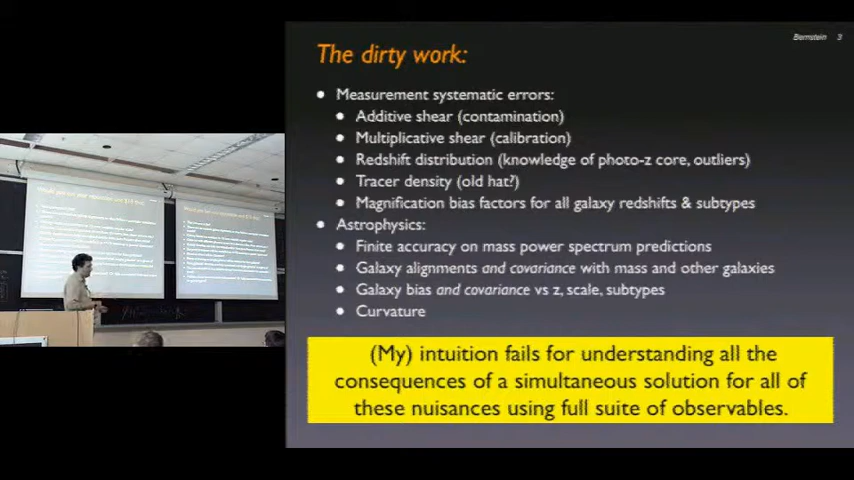 Bernstein 3
The dirty work:
• Measurement systematic errors:
• Additive shear (contamination)
• Multiplicative shear (calibration)
• Redshift distribution (knowledge of photo-z core, outliers)
• Tracer density (old hat?)
• Magnification bias factors for all galaxy redshifts & subtypes
• Astrophysics:
• Finite accuracy on mass power spectrum predictions
• Galaxy alignments and covariance with mass and other galaxies
• Galaxy bias and covariance vs z, scale, subtypes
• Curvature
(My) intuition fails for understanding all the
consequences of a simultaneous solution for all of
these nuisances using full suite of observables.